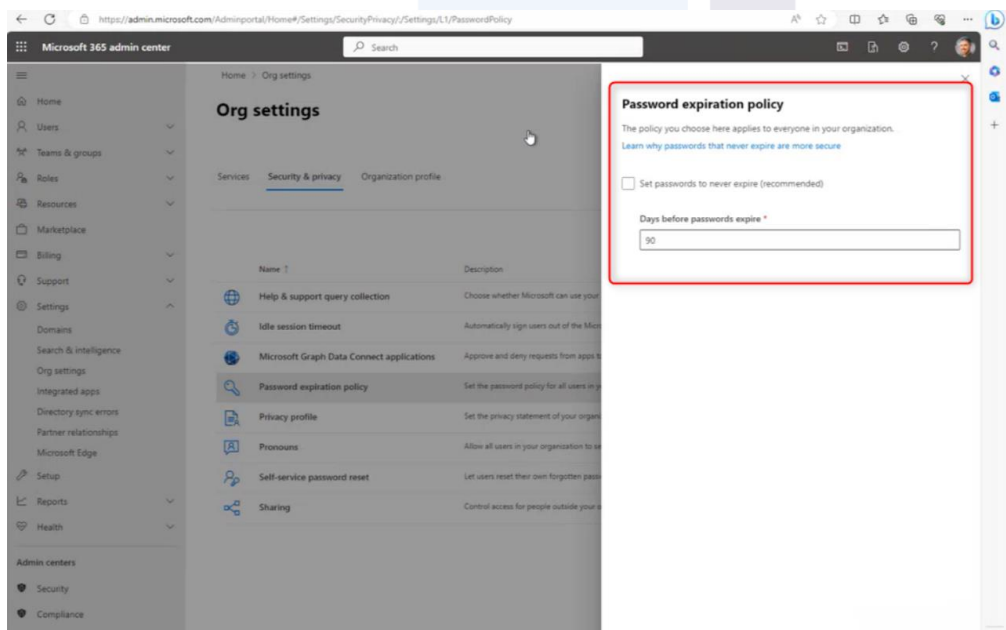 https://admin.microsoft.com/Adminportal/Home#/Settings/SecurityPrivacy/:/Settings/L1/PasswordPolicy
Microsoft 365 admin center
Search
Home
Users
Teams & groups
Roles
Resources
Marketplace
Billing
Support
Settings
Domains
Search & intelligence
Org settings
Integrated apps
Directory sync errors
Partner relationships
Microsoft Edge
Setup
Reports
Health
Admin centers
Security
Compliance
Home > Org settings
Org settings
Services Security & privacy Organization profile
Name ↑ Description
Help & support query collection Choose whether Microsoft can use your
Idle session timeout Automatically sign users out of the Micr
Microsoft Graph Data Connect applications Approve and deny requests from apps to
Password expiration policy Set the password policy for all users in y
Privacy profile Set the privacy statement of your organi
Pronouns Allow all users in your organization to se
Self-service password reset Let users reset their own forgotten passw
Sharing Control access for people outside your o
Password expiration policy
The policy you choose here applies to everyone in your organization.
Learn why passwords that never expire are more secure
Set passwords to never expire (recommended)
Days before passwords expire *
90